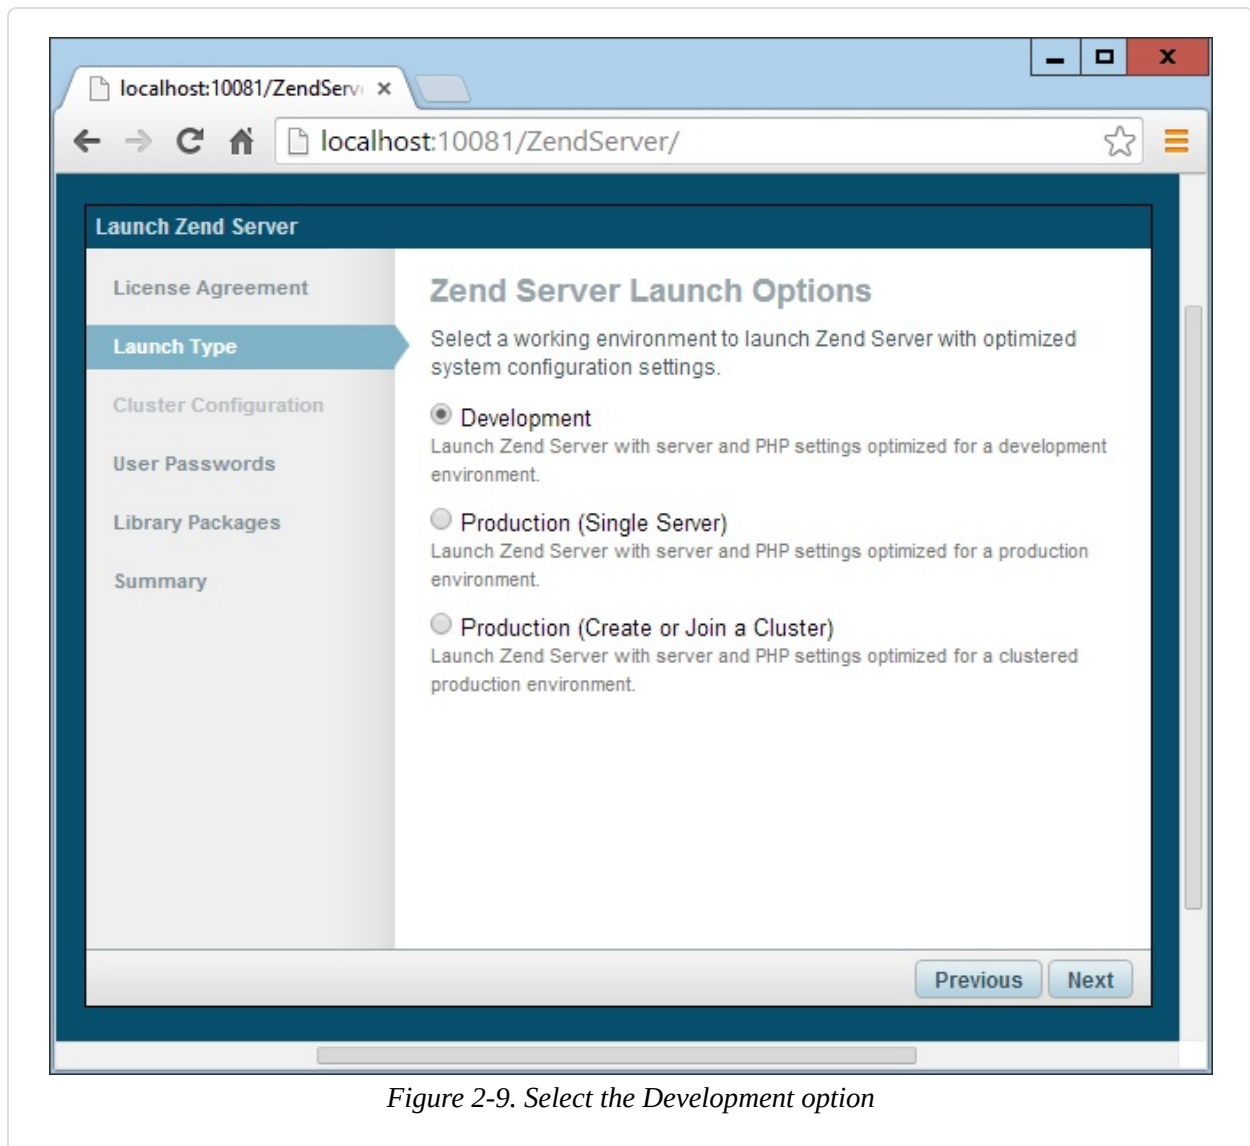 localhost:10081/ZendServ
localhost:10081/ZendServer/
Launch Zend Server
License Agreement
Launch Type
Cluster Configuration
User Passwords
Library Packages
Summary
Zend Server Launch Options
Select a working environment to launch Zend Server with optimized
system configuration settings.
Development
Launch Zend Server with server and PHP settings optimized for a development
environment.
Production (Single Server)
Launch Zend Server with server and PHP settings optimized for a production
environment.
Production (Create or Join a Cluster)
Launch Zend Server with server and PHP settings optimized for a clustered
production environment.
Previous Next
Figure 2-9. Select the Development option